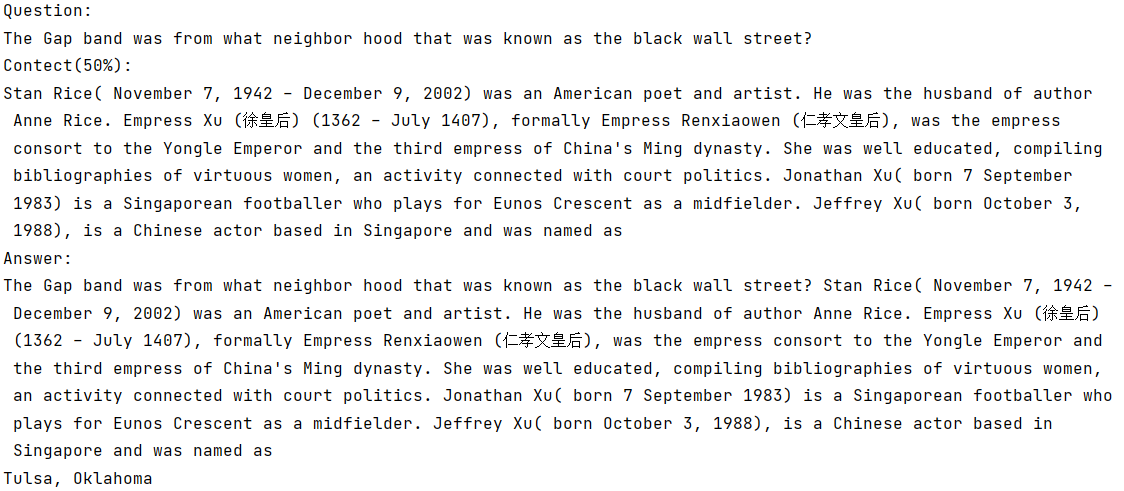 Question:
The Gap band was from what neighbor hood that was known as the black wall street?
Contect(50%):
Stan Rice( November 7, 1942 – December 9, 2002) was an American poet and artist. He was the husband of author
Anne Rice. Empress Xu (徐皇后) (1362 – July 1407), formally Empress Renxiaowen (仁孝文皇后), was the empress
consort to the Yongle Emperor and the third empress of China's Ming dynasty. She was well educated, compiling
bibliographies of virtuous women, an activity connected with court politics. Jonathan Xu( born 7 September
1983) is a Singaporean footballer who plays for Eunos Crescent as a midfielder. Jeffrey Xu( born October 3,
1988), is a Chinese actor based in Singapore and was named as
Answer:
The Gap band was from what neighbor hood that was known as the black wall street? Stan Rice( November 7, 1942 –
December 9, 2002) was an American poet and artist. He was the husband of author Anne Rice. Empress Xu (徐皇后)
(1362 – July 1407), formally Empress Renxiaowen (仁孝文皇后), was the empress consort to the Yongle Emperor and
the third empress of China's Ming dynasty. She was well educated, compiling bibliographies of virtuous women,
an activity connected with court politics. Jonathan Xu( born 7 September 1983) is a Singaporean footballer who
plays for Eunos Crescent as a midfielder. Jeffrey Xu( born October 3, 1988), is a Chinese actor based in
Singapore and was named as
Tulsa, Oklahoma